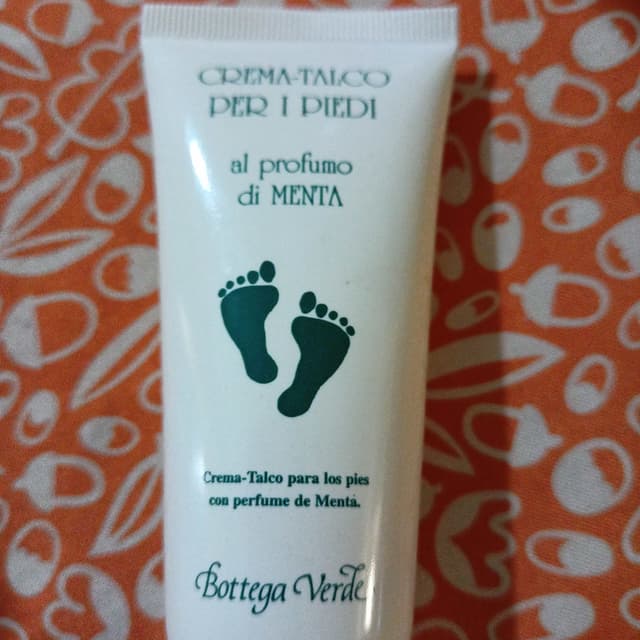 CREMA-TALCO
PER I PIEDI
al profumo
di MENTA
Crema-Talco para los pies
con perfume de Menta.
Bottega Verde